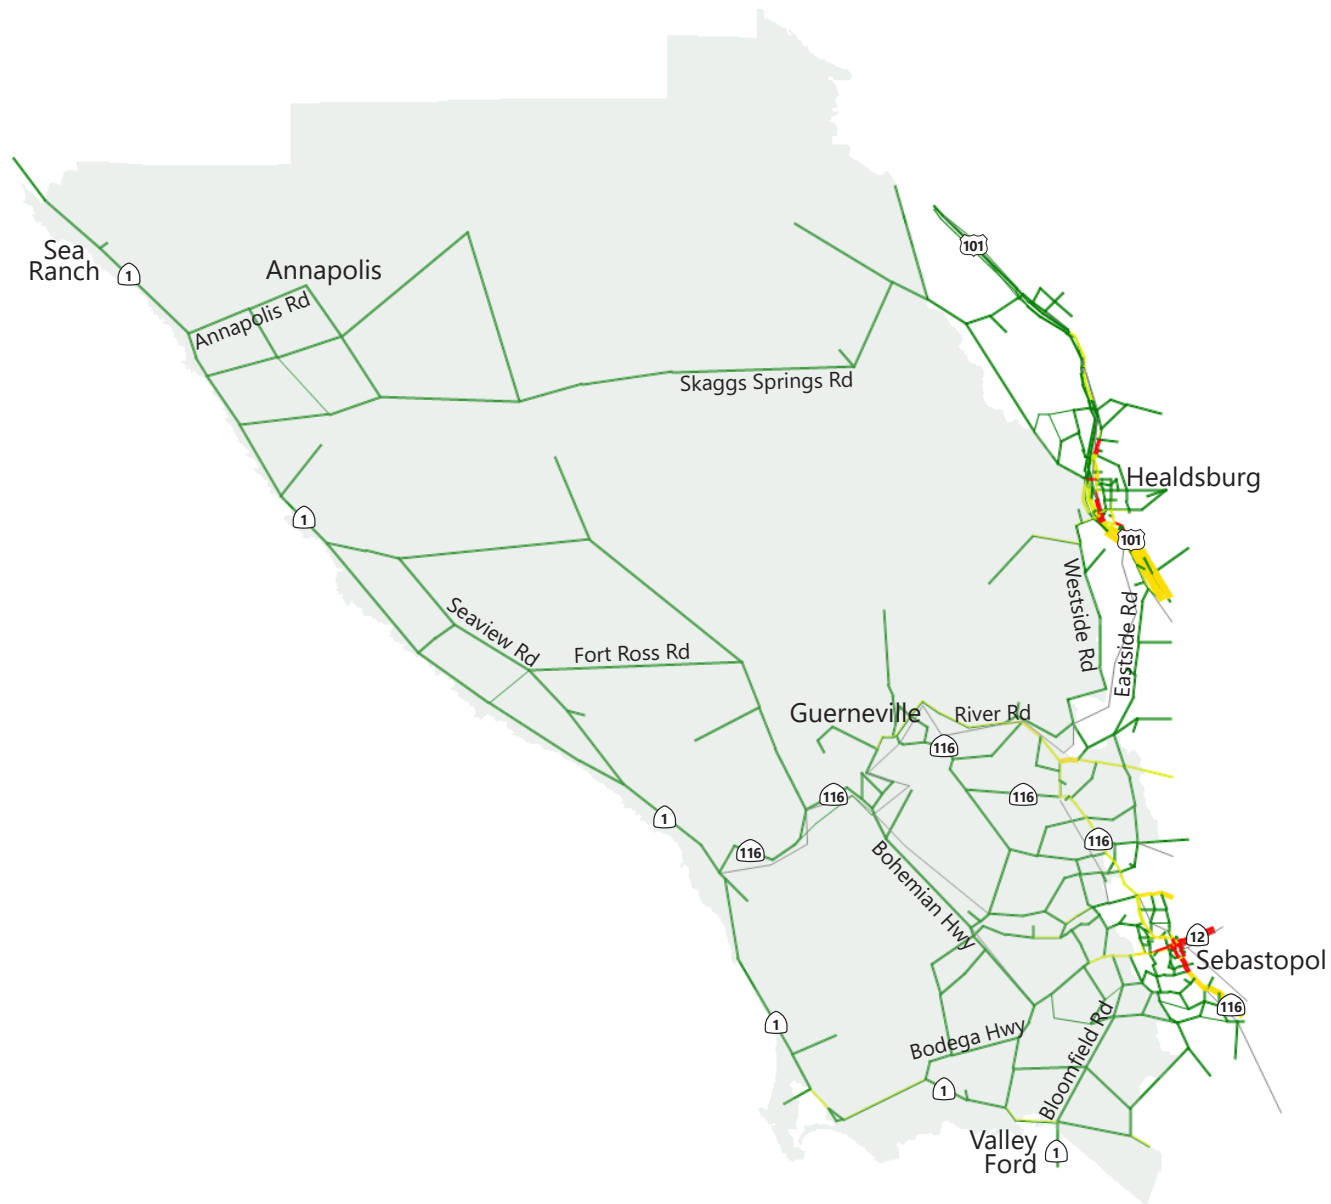 101
Sea
Ranch
1
Annapolis
Annapolis Rd
Skaggs Springs Rd
Healdsburg
1
101
Westside Rd
Eastside Rd
Seaview Rd
Fort Ross Rd
Guerneville
River Rd
116
116
116
1
116
116
Bohemian Hwy
12
Sebastopol
116
1
Bodega Hwy
Bloomfield Rd
1
Valley
Ford
1